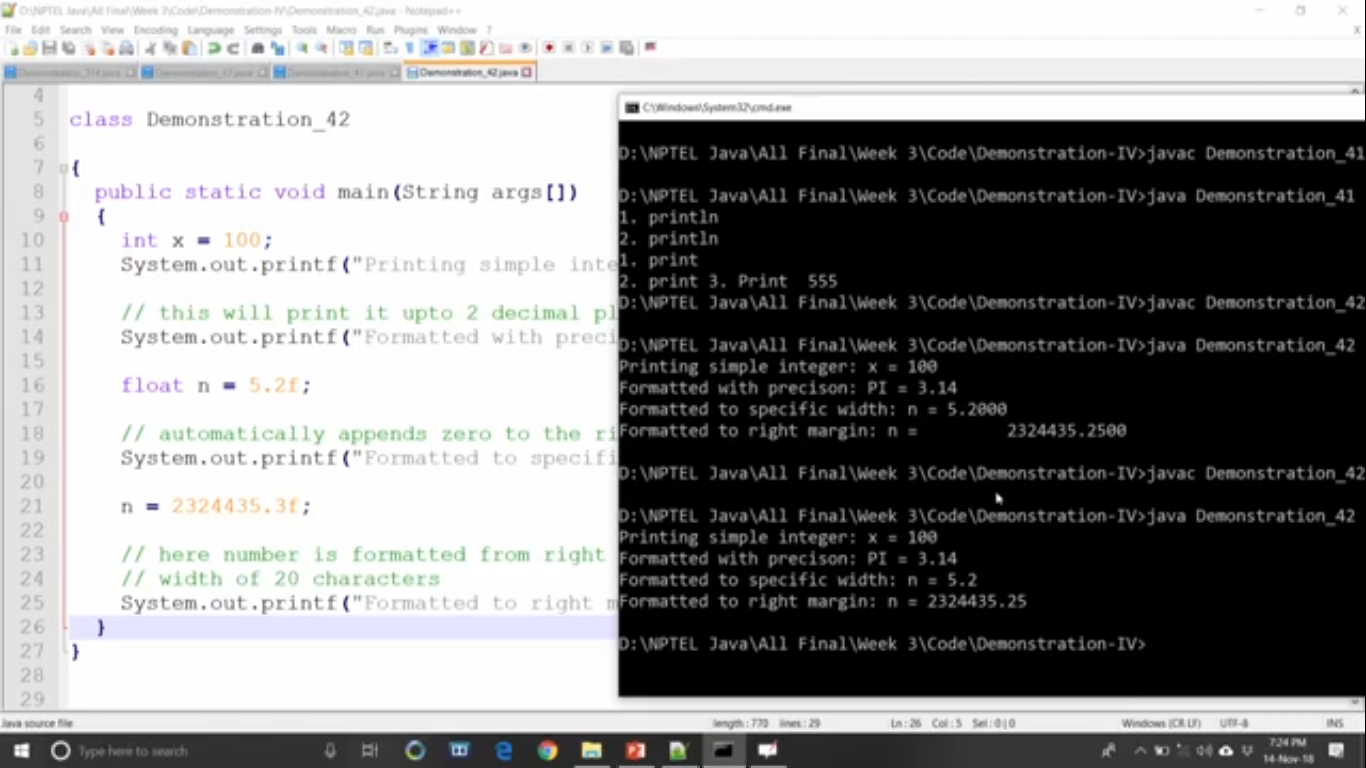 D:\NPTEL Java\All Final\Week 3\Code\Demonstration-IV\Demonstration_42.java - Notepad++
File Edit Search View Encoding Language Settings Tools Macro Run Plugins Window ?
Demonstration_42.java
4
5 class Demonstration_42
6
7 {
8 public static void main(String args[])
9 {
10 int x = 100;
11 System.out.printf("Printing simple inte
12
13 // this will print it upto 2 decimal pl
14 System.out.printf("Formatted with preci
15
16 float n = 5.2f;
17
18 // automatically appends zero to the ri
19 System.out.printf("Formatted to specifi
20
21 n = 2324435.3f;
22
23 // here number is formatted from right
24 // width of 20 characters
25 System.out.printf("Formatted to right m
26 }
27 }
28
29
C:\Windows\System32\cmd.exe
D:\NPTEL Java\All Final\Week 3\Code\Demonstration-IV>javac Demonstration_41
D:\NPTEL Java\All Final\Week 3\Code\Demonstration-IV>java Demonstration_41
1. println
2. println
1. print
2. print 3. Print 555
D:\NPTEL Java\All Final\Week 3\Code\Demonstration-IV>javac Demonstration_42
D:\NPTEL Java\All Final\Week 3\Code\Demonstration-IV>java Demonstration_42
Printing simple integer: x = 100
Formatted with precison: PI = 3.14
Formatted to specific width: n = 5.2000
Formatted to right margin: n = 2324435.2500
D:\NPTEL Java\All Final\Week 3\Code\Demonstration-IV>javac Demonstration_42
D:\NPTEL Java\All Final\Week 3\Code\Demonstration-IV>java Demonstration_42
Printing simple integer: x = 100
Formatted with precison: PI = 3.14
Formatted to specific width: n = 5.2
Formatted to right margin: n = 2324435.25
D:\NPTEL Java\All Final\Week 3\Code\Demonstration-IV>
Java source file length : 770 lines : 29 Ln : 26 Col : 5 Sel : 0 | 0 Windows (CR LF) UTF-8 INS
Type here to search
7:24 PM
14-Nov-18